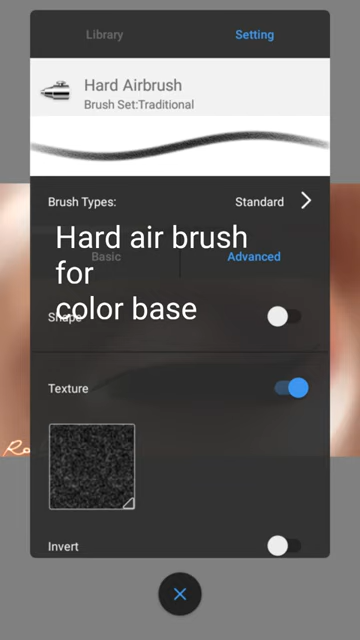 Library Setting
Hard Airbrush
Brush Set:Traditional
Brush Types: Standard
Hard air brush
for
Basic Advanced
color base
Shape
Texture
Invert